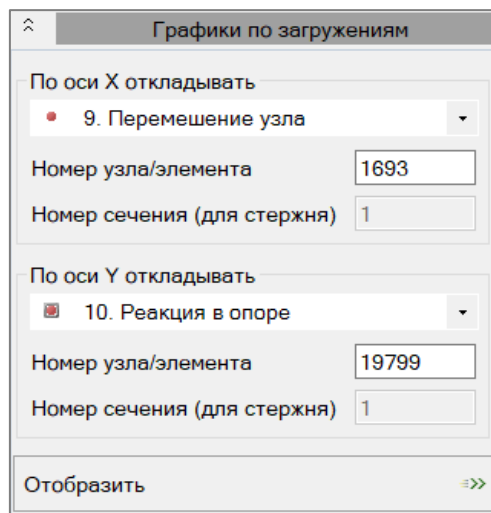 Графики по загружениям
По оси X откладывать
9. Перемешение узла
Номер узла/элемента 1693
Номер сечения (для стержня) 1
По оси Y откладывать
10. Реакция в опоре
Номер узла/элемента 19799
Номер сечения (для стержня) 1
Отобразить